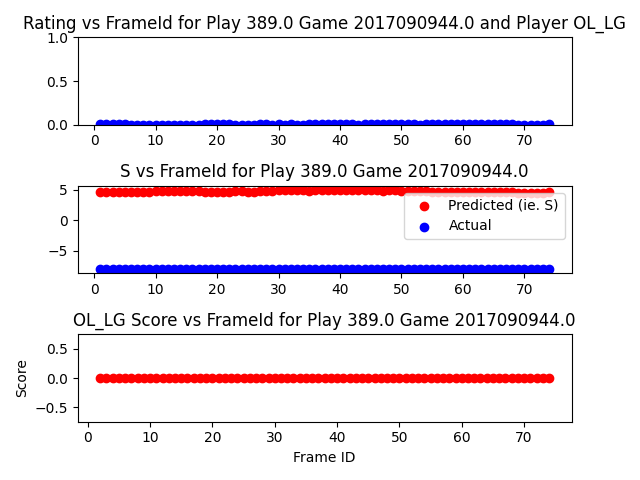 Rating vs FrameId for Play 389.0 Game 2017090944.0 and Player OL_LG
1.0
0.5
0.0
0 10 20 30 40 50 60 70
S vs FrameId for Play 389.0 Game 2017090944.0
5
0
−5
Predicted (ie. S)
Actual
0 10 20 30 40 50 60 70
OL_LG Score vs FrameId for Play 389.0 Game 2017090944.0
Score
0.5
0.0
−0.5
0 10 20 30 40 50 60 70
Frame ID